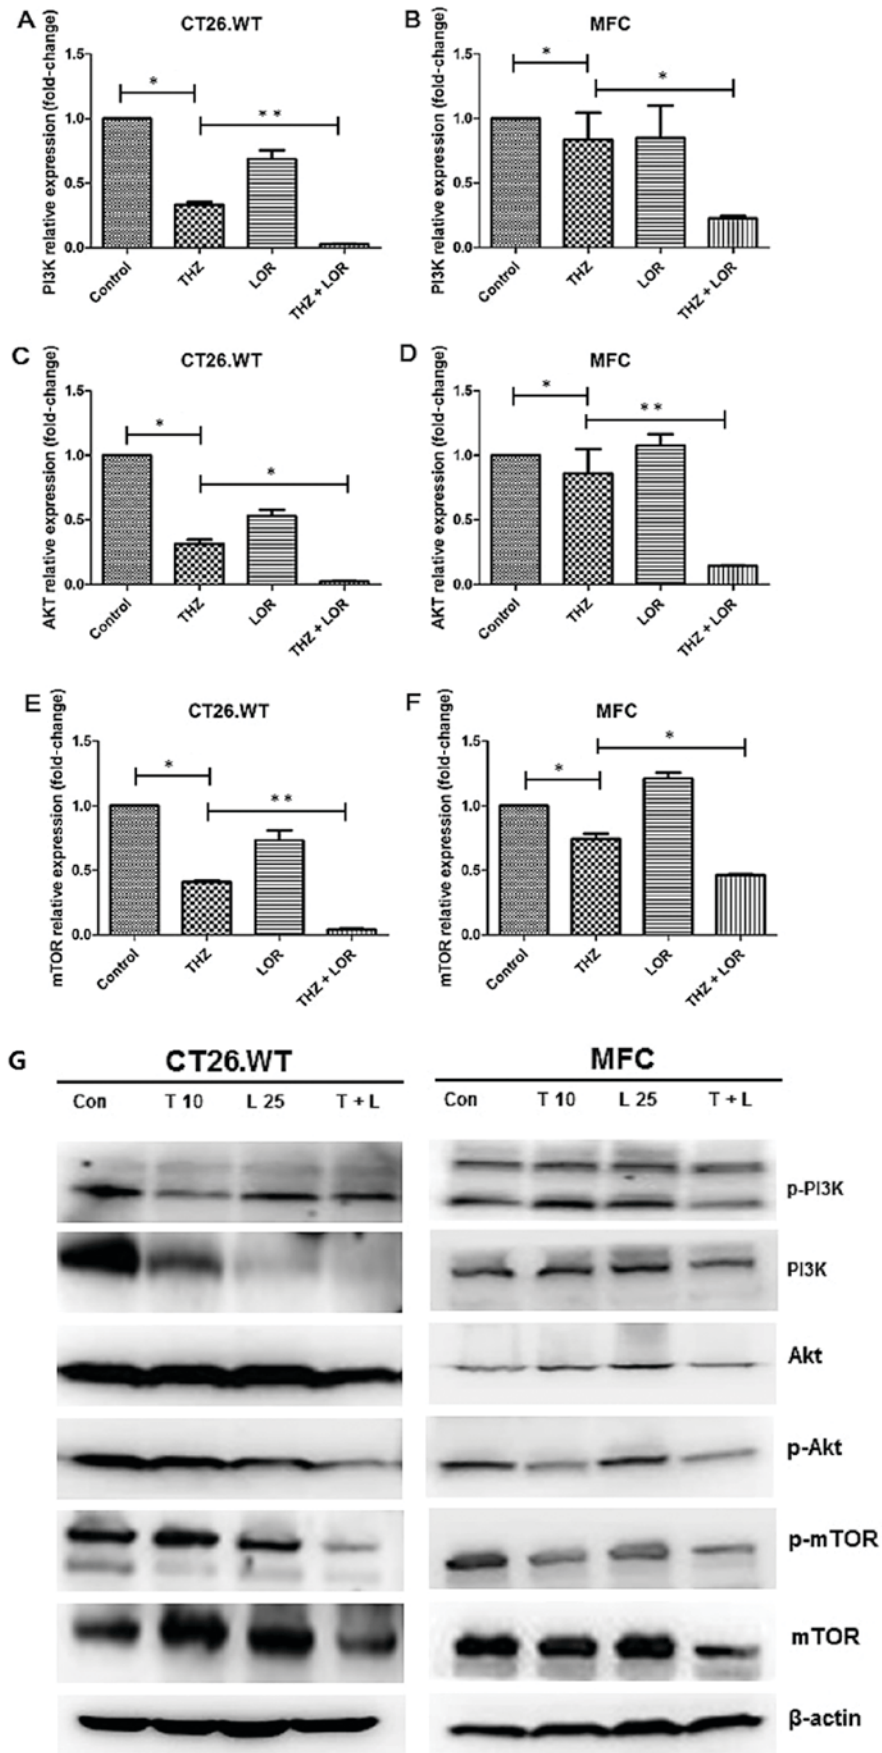 A
CT26.WT
PI3K relative expression (fold-change)
1.5
1.0
0.5
0.0
*
* *
Control
THZ
LOR
THZ + LOR
B
MFC
PI3K relative expression (fold-change)
1.5
1.0
0.5
0.0
*
*
Control
THZ
LOR
THZ + LOR
C
CT26.WT
AKT relative expression (fold-change)
1.5
1.0
0.5
0.0
*
*
Control
THZ
LOR
THZ + LOR
D
MFC
AKT relative expression (fold-change)
1.5
1.0
0.5
0.0
*
* *
Control
THZ
LOR
THZ + LOR
E
CT26.WT
mTOR relative expression (fold-change)
1.5
1.0
0.5
0.0
*
* *
Control
THZ
LOR
THZ + LOR
F
MFC
mTOR relative expression (fold-change)
1.5
1.0
0.5
0.0
*
*
Control
THZ
LOR
THZ + LOR
G
CT26.WT
MFC
Con T 10 L 25 T + L
Con T 10 L 25 T + L
p-PI3K
PI3K
Akt
p-Akt
p-mTOR
mTOR
β-actin